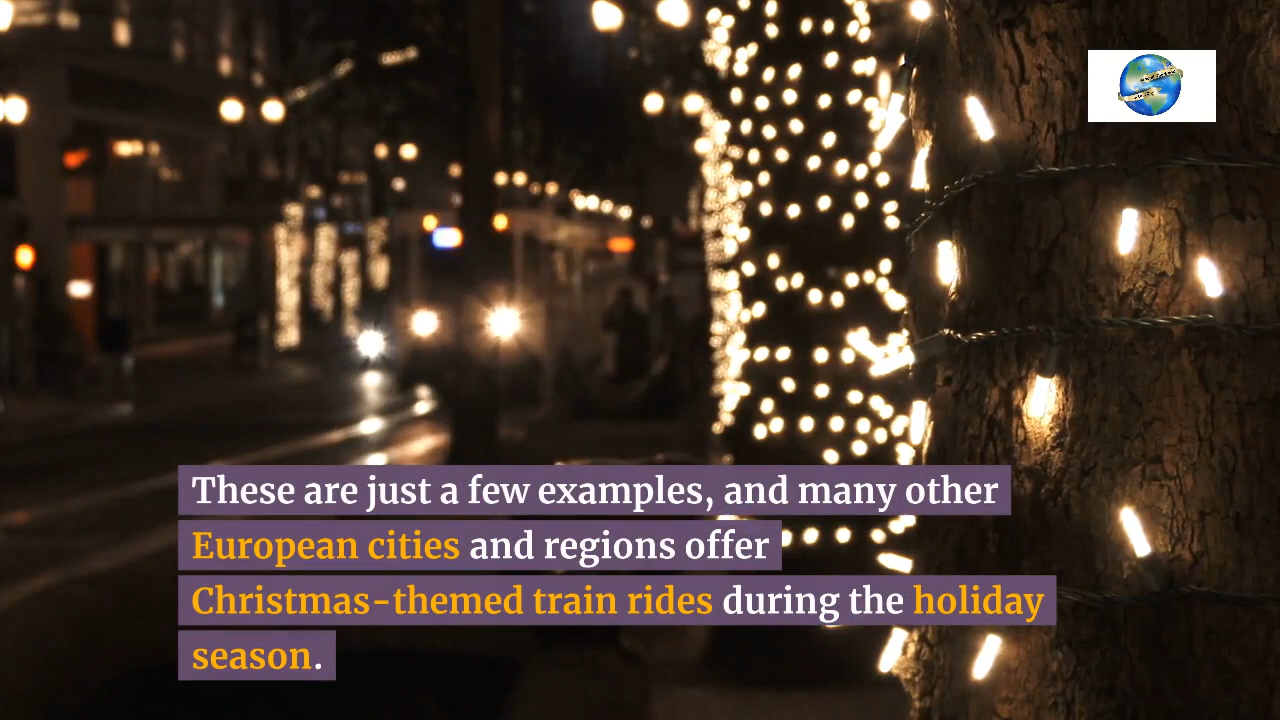 These are just a few examples, and many other
European cities and regions offer
Christmas-themed train rides during the holiday
season.